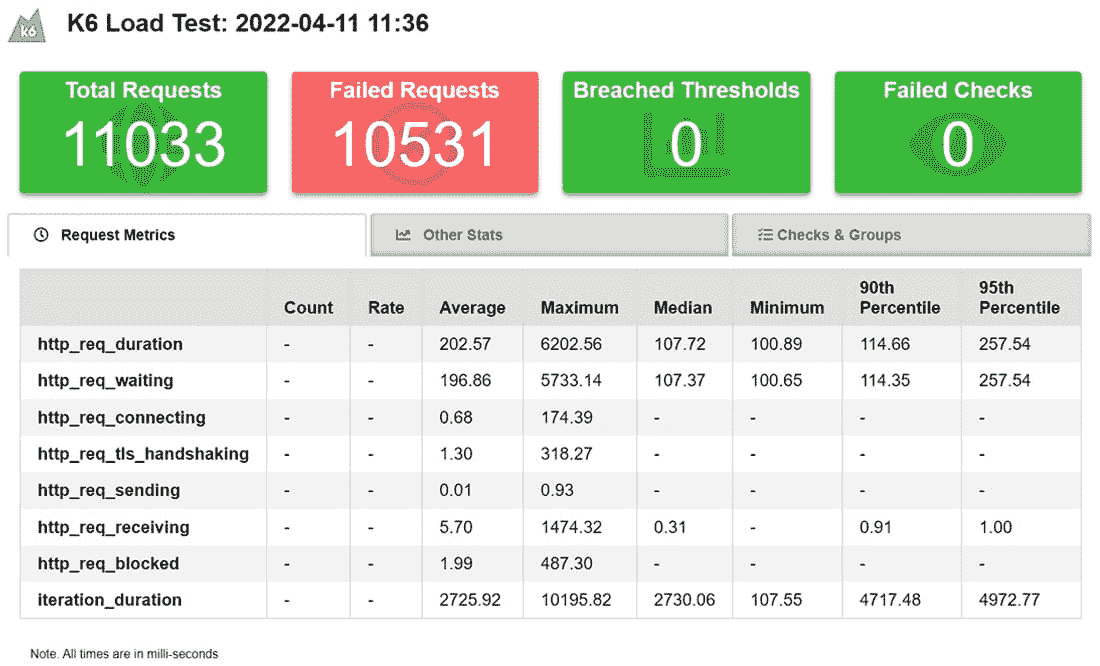 K6 K6 Load Test: 2022-04-11 11:36
Total Requests Failed Requests Breached Thresholds Failed Checks
11033 10531 0 0
Request Metrics Other Stats Checks & Groups
Count Rate Average Maximum Median Minimum 90th Percentile 95th Percentile
http_req_duration - - 202.57 6202.56 107.72 100.89 114.66 257.54
http_req_waiting - - 196.86 5733.14 107.37 100.65 114.35 257.54
http_req_connecting - - 0.68 174.39 - - - -
http_req_tls_handshaking - - 1.30 318.27 - - - -
http_req_sending - - 0.01 0.93 - - - -
http_req_receiving - - 5.70 1474.32 0.31 - 0.91 1.00
http_req_blocked - - 1.99 487.30 - - - -
iteration_duration - - 2725.92 10195.82 2730.06 107.55 4717.48 4972.77
Note. All times are in milli-seconds